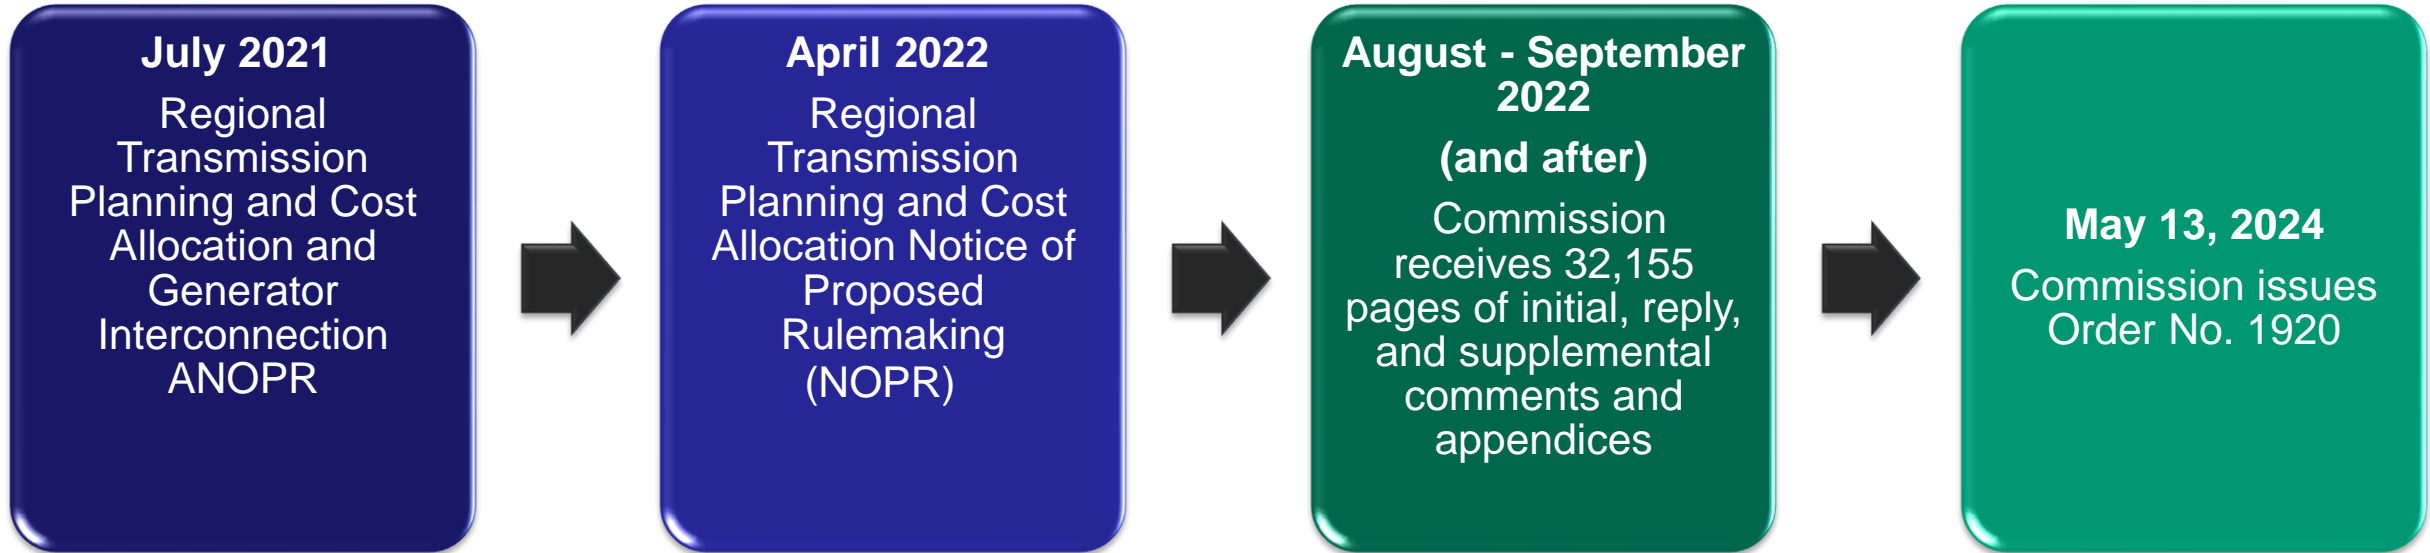 July 2021
Regional
Transmission
Planning and Cost
Allocation and
Generator
Interconnection
ANOPR
April 2022
Regional
Transmission
Planning and Cost
Allocation Notice of
Proposed
Rulemaking
(NOPR)
August - September
2022
(and after)
Commission
receives 32,155
pages of initial, reply,
and supplemental
comments and
appendices
May 13, 2024
Commission issues
Order No. 1920